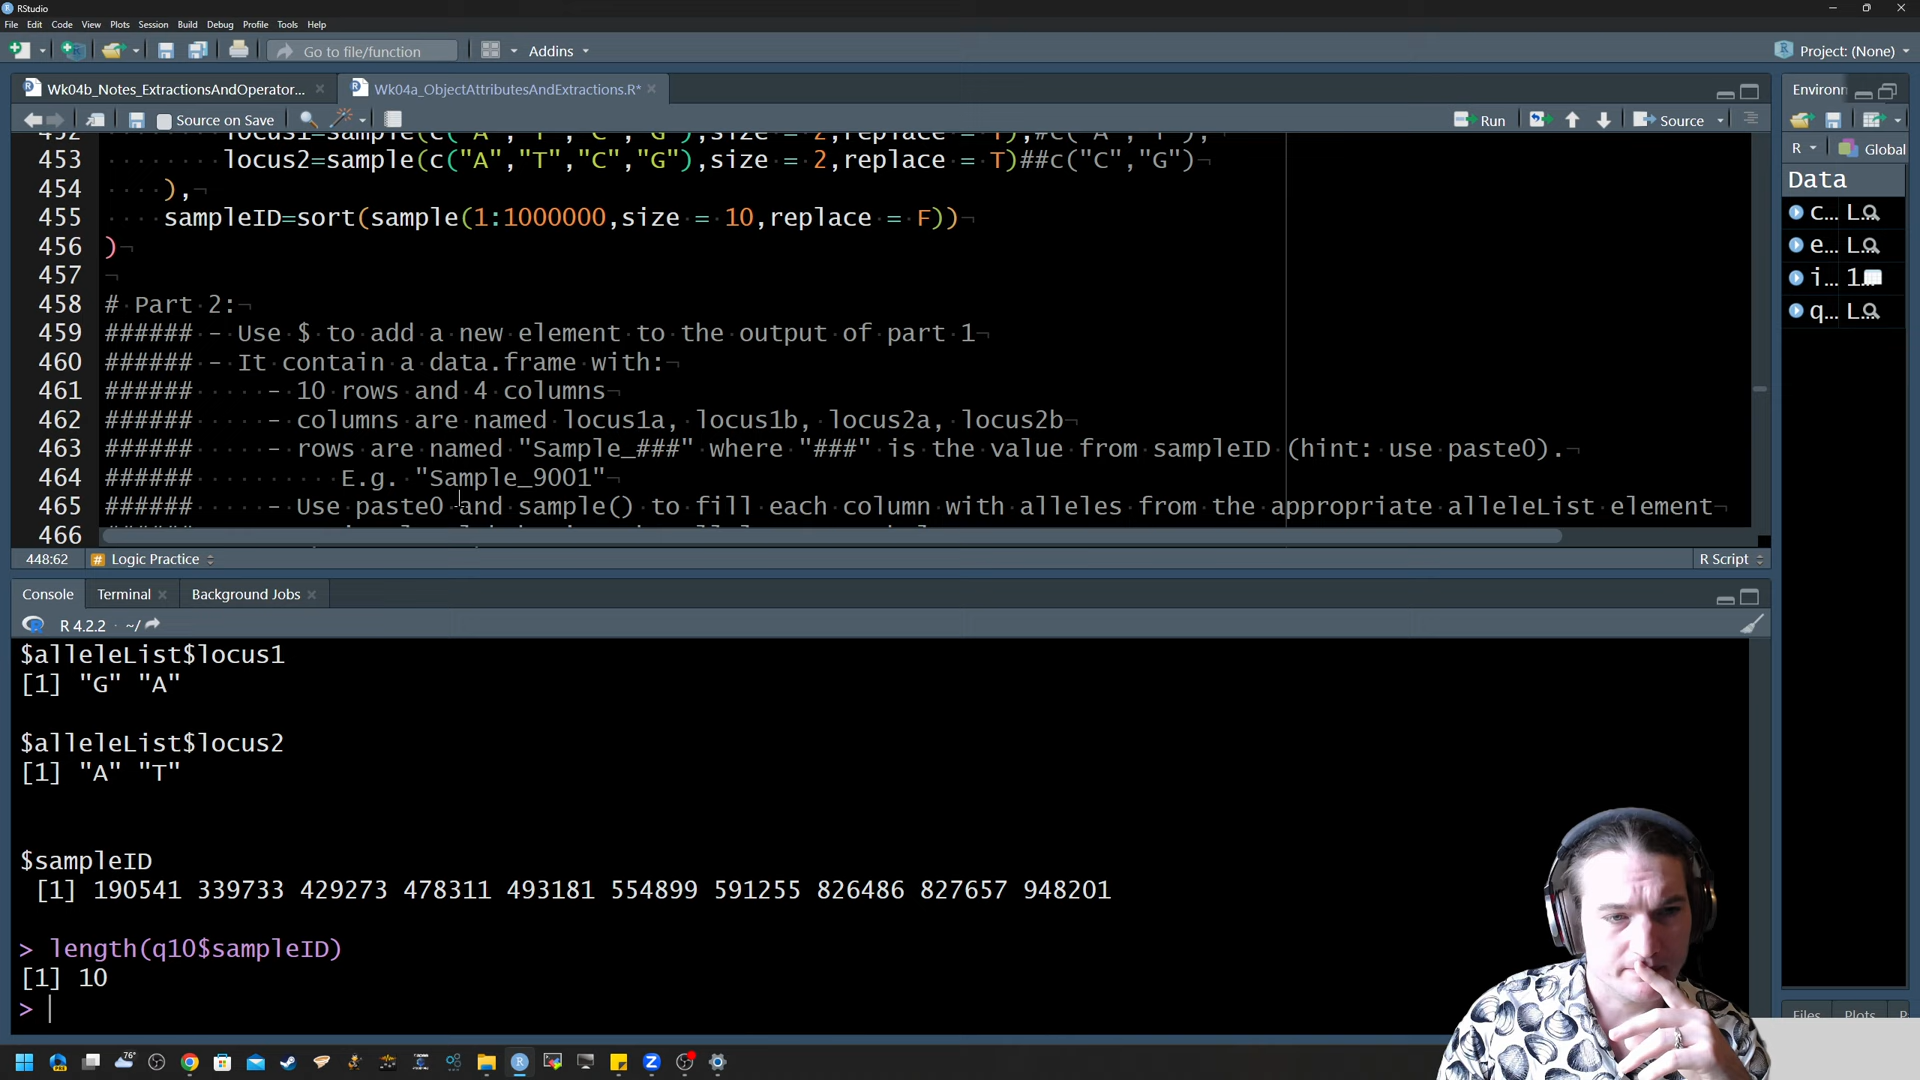 RStudio
File Edit Code View Plots Session Build Debug Profile Tools Help
Go to file/function
Addins
Project: (None)
Wk04b_Notes_ExtractionsAndOperator...
Wk04a_ObjectAttributesAndExtractions.R*
Source on Save
Run
Source
453 locus2=sample(c("A","T","C","G"),size = 2,replace = T)##c("C","G")
454 ),
455 sampleID=sort(sample(1:1000000,size = 10,replace = F))
456 )
457
458 # Part 2:
459 ###### - Use $ to add a new element to the output of part 1
460 ###### - It contain a data.frame with:
461 ###### - 10 rows and 4 columns
462 ###### - columns are named locus1a, locus1b, locus2a, locus2b
463 ###### - rows are named "Sample_###" where "###" is the value from sampleID (hint: use paste0).
464 ###### E.g. "Sample_9001"
465 ###### - Use paste0 and sample() to fill each column with alleles from the appropriate alleleList element
466
448:62
Logic Practice
R Script
Console
Terminal
Background Jobs
R 4.2.2 · ~/
$alleleList$locus1
[1] "G" "A"
$alleleList$locus2
[1] "A" "T"
$sampleID
[1] 190541 339733 429273 478311 493181 554899 591255 826486 827657 948201
> length(q10$sampleID)
[1] 10
>
Environn
R
Global
Data
c... L...
e... L...
i... 1...
q... L...
Files Plots P
76°